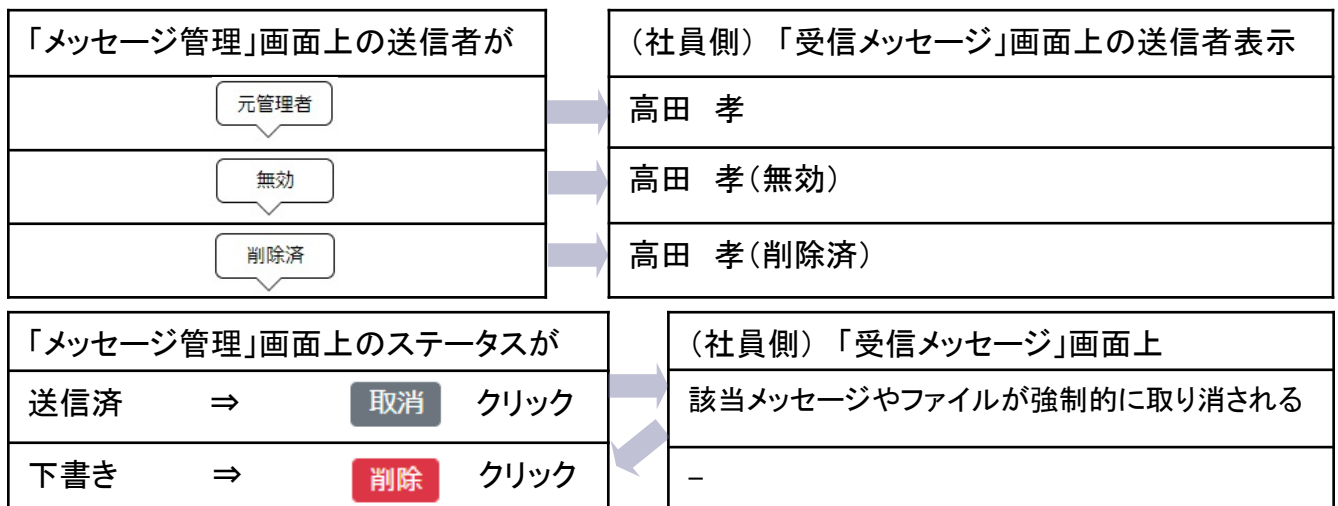 「メッセージ管理」画面上の送信者が
（社員側）「受信メッセージ」画面上の送信者表示
元管理者
高田　孝
無効
高田　孝（無効）
削除済
高田　孝（削除済）
「メッセージ管理」画面上のステータスが
（社員側）「受信メッセージ」画面上
送信済　⇒　取消　クリック
該当メッセージやファイルが強制的に取り消される
下書き　⇒　削除　クリック
–